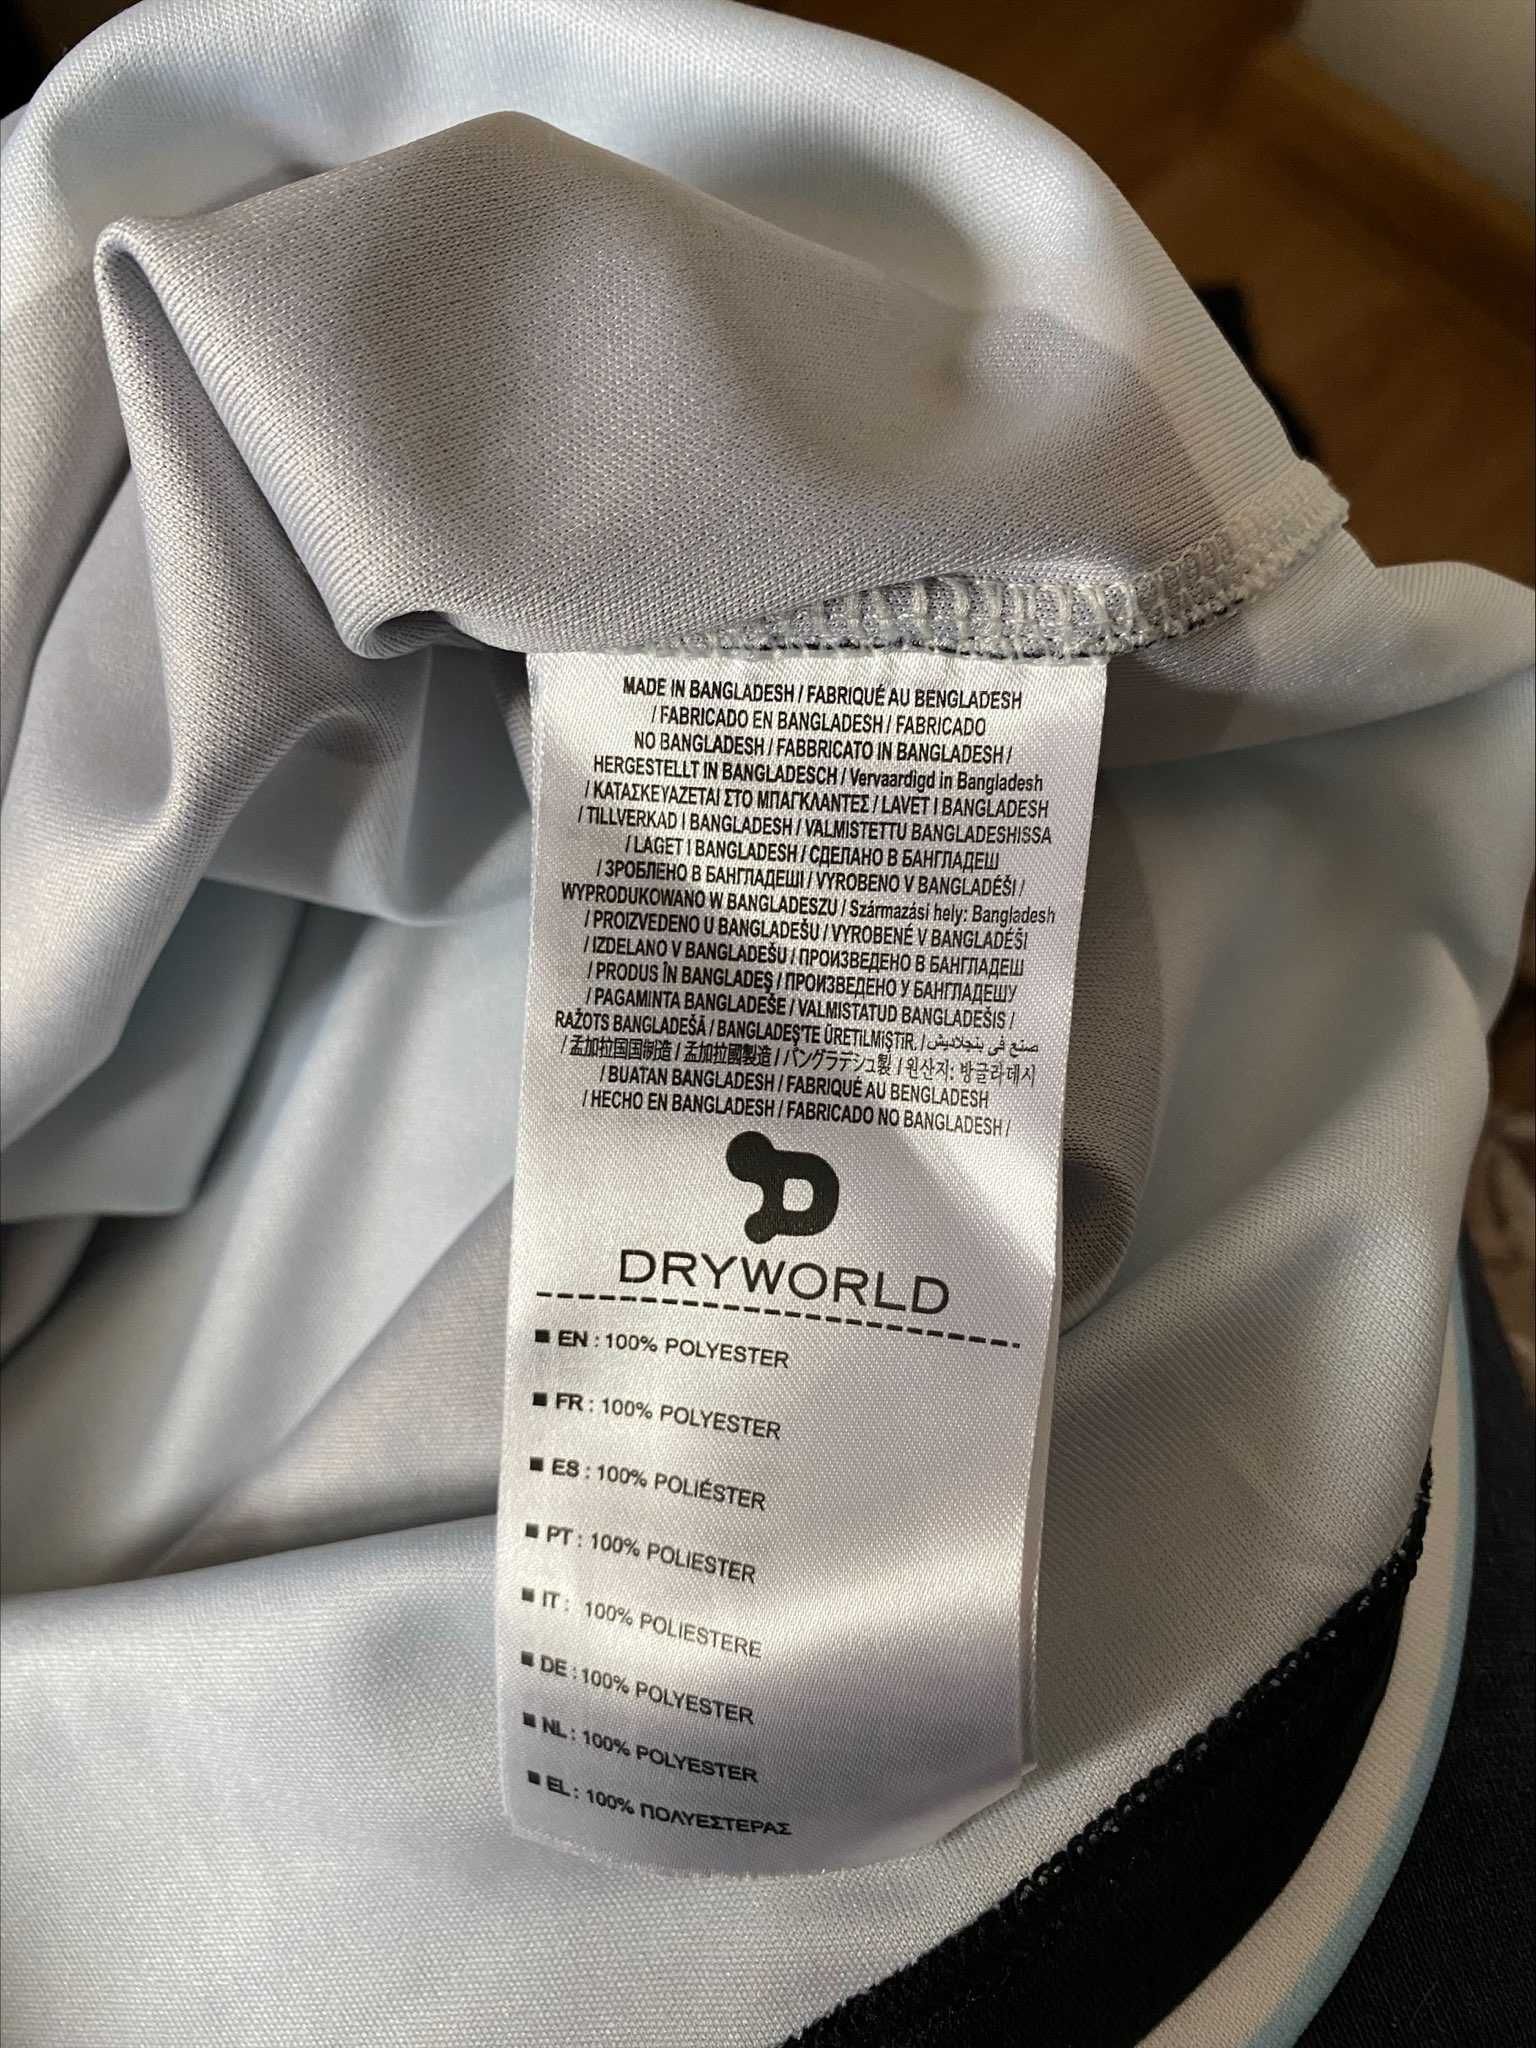 MADE IN BANGLADESH / FABRIQUÉ AU BENGLADESH
/ FABRICADO EN BANGLADESH / FABRICADO
NO BANGLADESH / FABBRICATO IN BANGLADESH /
HERGESTELLT IN BANGLADESCH / Vervaardigd in Bangladesh
/ ΚΑΤΑΣΚΕΥΑΖΕΤΑΙ ΣΤΟ ΜΠΑΓΚΛΑΝΤΕΣ / LAVET I BANGLADESH
/ TILLVERKAD I BANGLADESH / VALMISTETTU BANGLADESHISSA
/ LAGET I BANGLADESH / СДЕЛАНО В БАНГЛАДЕШ
/ ЗРОБЛЕНО В БАНГЛАДЕШІ / VYROBENO V BANGLADÉŠI /
WYPRODUKOWANO W BANGLADESZU / Származási hely: Bangladesh
/ PROIZVEDENO U BANGLADEŠU / VYROBENÉ V BANGLADÉŠI
/ IZDELANO V BANGLADEŠU / ПРОИЗВЕДЕНО В БАНГЛАДЕШ
/ PRODUS ÎN BANGLADEŞ / ПРОИЗВЕДЕНО У БАНГЛАДЕШУ
/ PAGAMINTA BANGLADEŠE / VALMISTATUD BANGLADEŠIS /
RAŽOTS BANGLADEŠĀ / BANGLADEŞ'TE ÜRETiLMiŞTiR. / صنع في بنجلاديش
/ 孟加拉国国制造 / 孟加拉國製造 / バングラデシュ製 / 원산지: 방글라데시
/ BUATAN BANGLADESH / FABRIQUÉ AU BENGLADESH
/ HECHO EN BANGLADESH / FABRICADO NO BANGLADESH /
DRYWORLD
EN : 100% POLYESTER
FR : 100% POLYESTER
ES : 100% POLIÉSTER
PT : 100% POLIESTER
IT : 100% POLIESTERE
DE : 100% POLYESTER
NL : 100% POLYESTER
EL : 100% ΠΟΛΥΕΣΤΕΡΑΣ